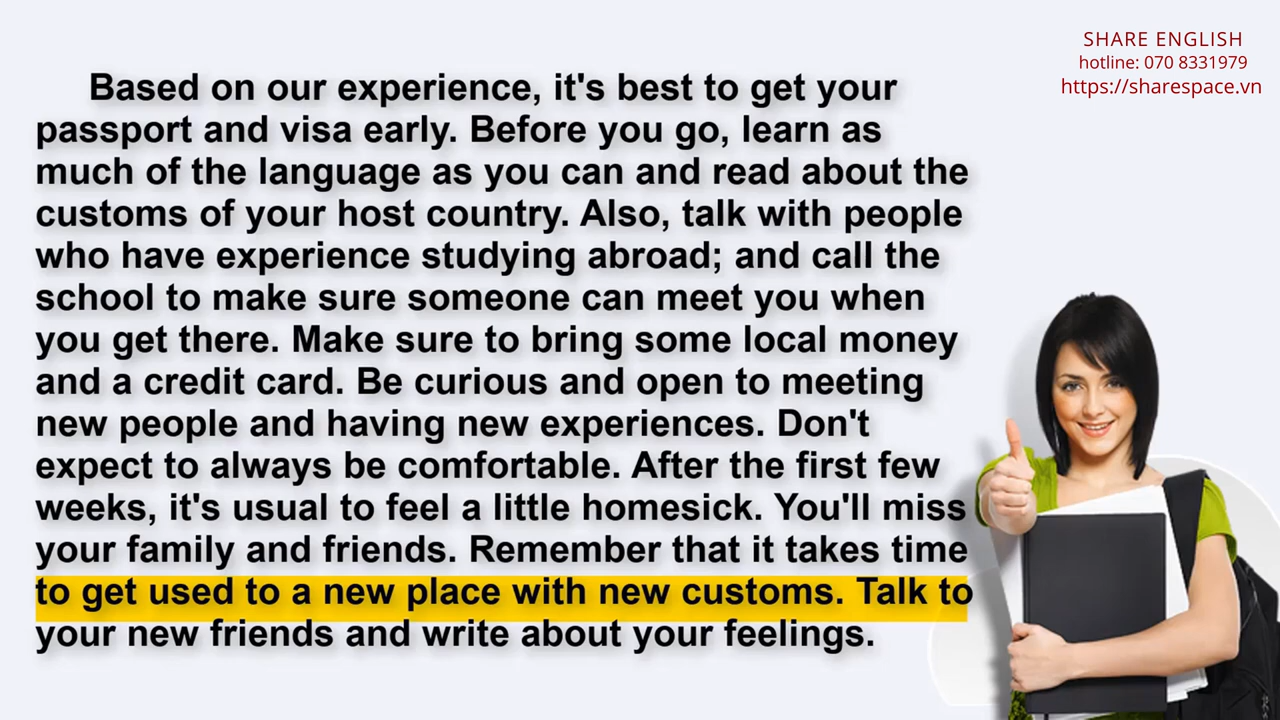 SHARE ENGLISH
hotline: 070 8331979
https://sharespace.vn
Based on our experience, it's best to get your
passport and visa early. Before you go, learn as
much of the language as you can and read about the
customs of your host country. Also, talk with people
who have experience studying abroad; and call the
school to make sure someone can meet you when
you get there. Make sure to bring some local money
and a credit card. Be curious and open to meeting
new people and having new experiences. Don't
expect to always be comfortable. After the first few
weeks, it's usual to feel a little homesick. You'll miss
your family and friends. Remember that it takes time
to get used to a new place with new customs. Talk to
your new friends and write about your feelings.